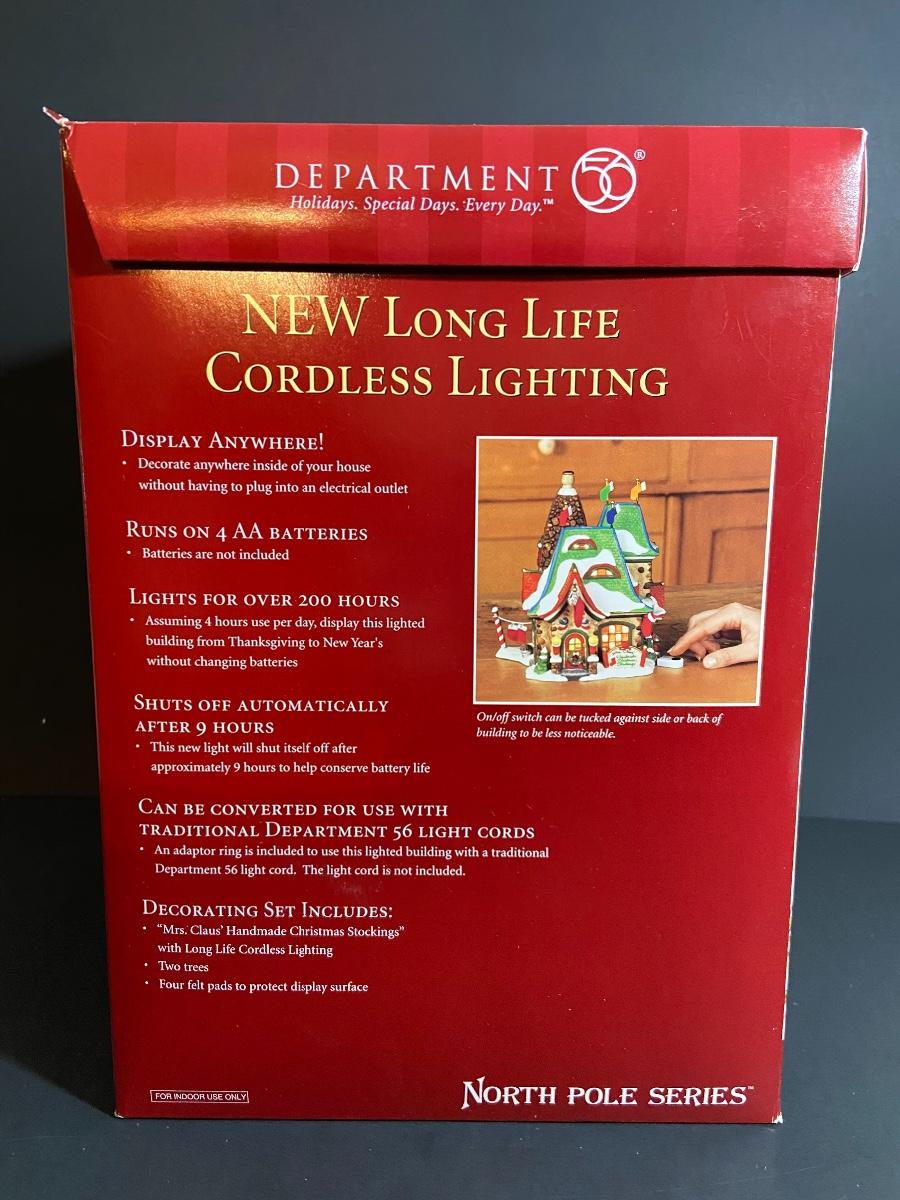 DEPARTMENT 56®
Holidays. Special Days. Every Day.™
NEW LONG LIFE
CORDLESS LIGHTING
DISPLAY ANYWHERE!
• Decorate anywhere inside of your house
without having to plug into an electrical outlet
RUNS ON 4 AA BATTERIES
• Batteries are not included
LIGHTS FOR OVER 200 HOURS
• Assuming 4 hours use per day, display this lighted
building from Thanksgiving to New Year's
without changing batteries
SHUTS OFF AUTOMATICALLY
AFTER 9 HOURS
• This new light will shut itself off after
approximately 9 hours to help conserve battery life
On/off switch can be tucked against side or back of
building to be less noticeable.
CAN BE CONVERTED FOR USE WITH
TRADITIONAL DEPARTMENT 56 LIGHT CORDS
• An adaptor ring is included to use this lighted building with a traditional
Department 56 light cord. The light cord is not included.
DECORATING SET INCLUDES:
• “Mrs. Claus’ Handmade Christmas Stockings”
with Long Life Cordless Lighting
• Two trees
• Four felt pads to protect display surface
FOR INDOOR USE ONLY
NORTH POLE SERIES™